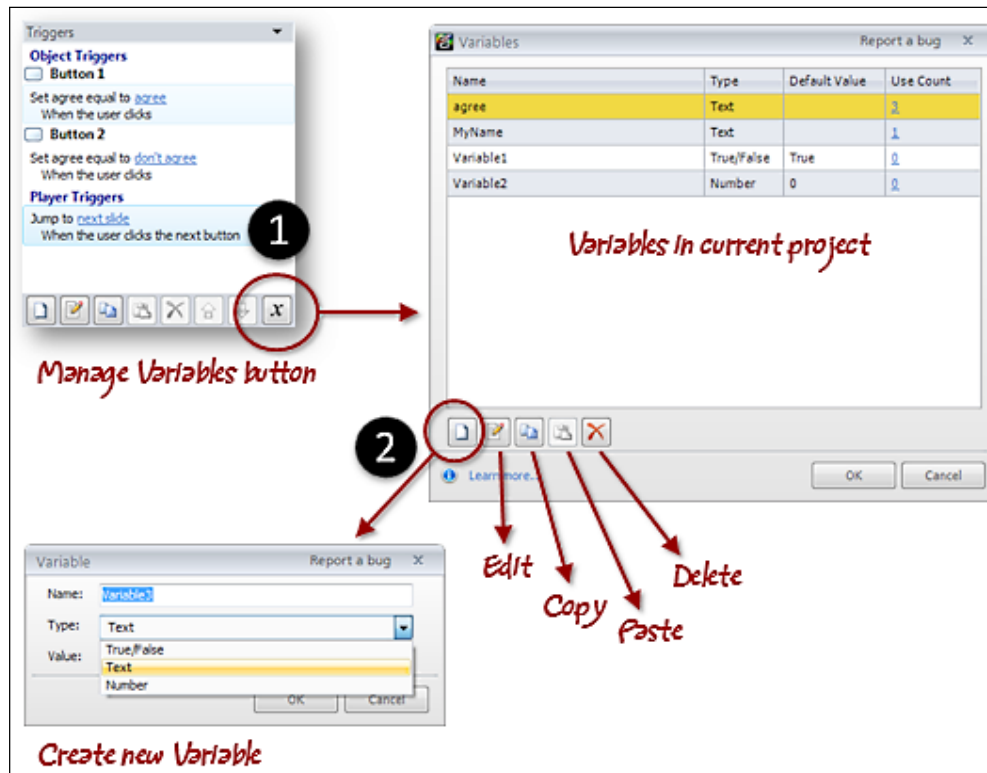 Triggers
Object Triggers
Button 1
Set agree equal to agree
When the user clicks
Button 2
Set agree equal to don't agree
When the user clicks
Player Triggers
Jump to next slide
When the user clicks the next button
1
x
Manage Variables button
Variables Report a bug X
Name Type Default Value Use Count
agree Text 3
MyName Text 1
Variable1 True/False True 0
Variable2 Number 0 0
Variables in current project
2
Learn more...
OK Cancel
Edit
Copy
Paste
Delete
Variable Report a bug X
Name: Variable3
Type: Text
Value:
True/False
Text
Number
OK Cancel
Create new Variable